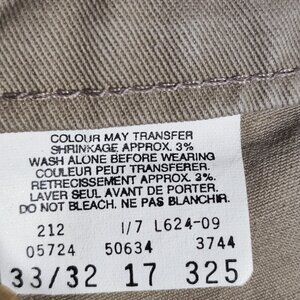 COLOUR MAY TRANSFER
SHRINKAGE APPROX. 3%
WASH ALONE BEFORE WEARING
COULEUR PEUT TRANSFERER.
RETRECISSEMENT APPROX. 3%.
LAVER SEUL AVANT DE PORTER.
DO NOT BLEACH. NE PAS BLANCHIR.
212 I/7 L624-09
05724 50634 3744
33/32 17 325